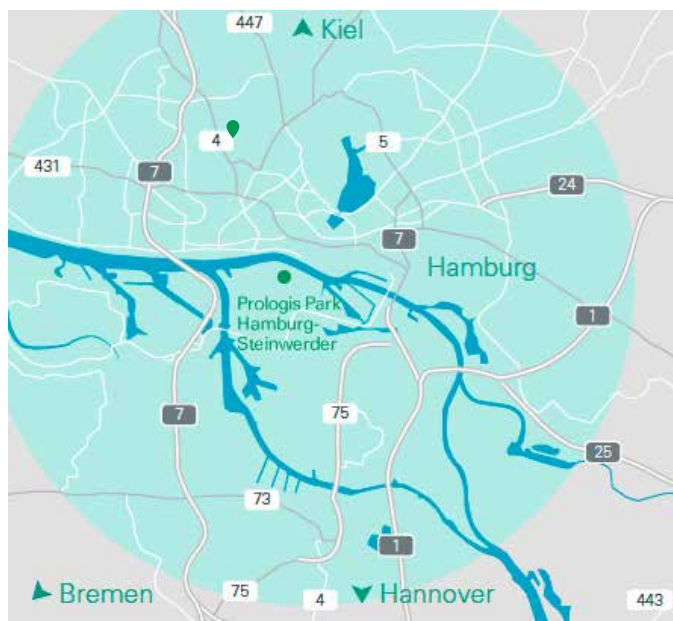 447
Kiel
4
5
431
7
24
7
Hamburg
Prologis Park
Hamburg-
Steinwerder
1
7
75
25
73
1
Bremen
75
4
Hannover
443